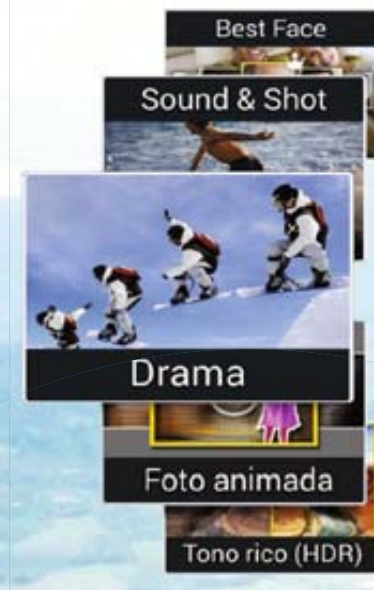 Best Face
Sound & Shot
Drama
Foto animada
Tono rico (HDR)